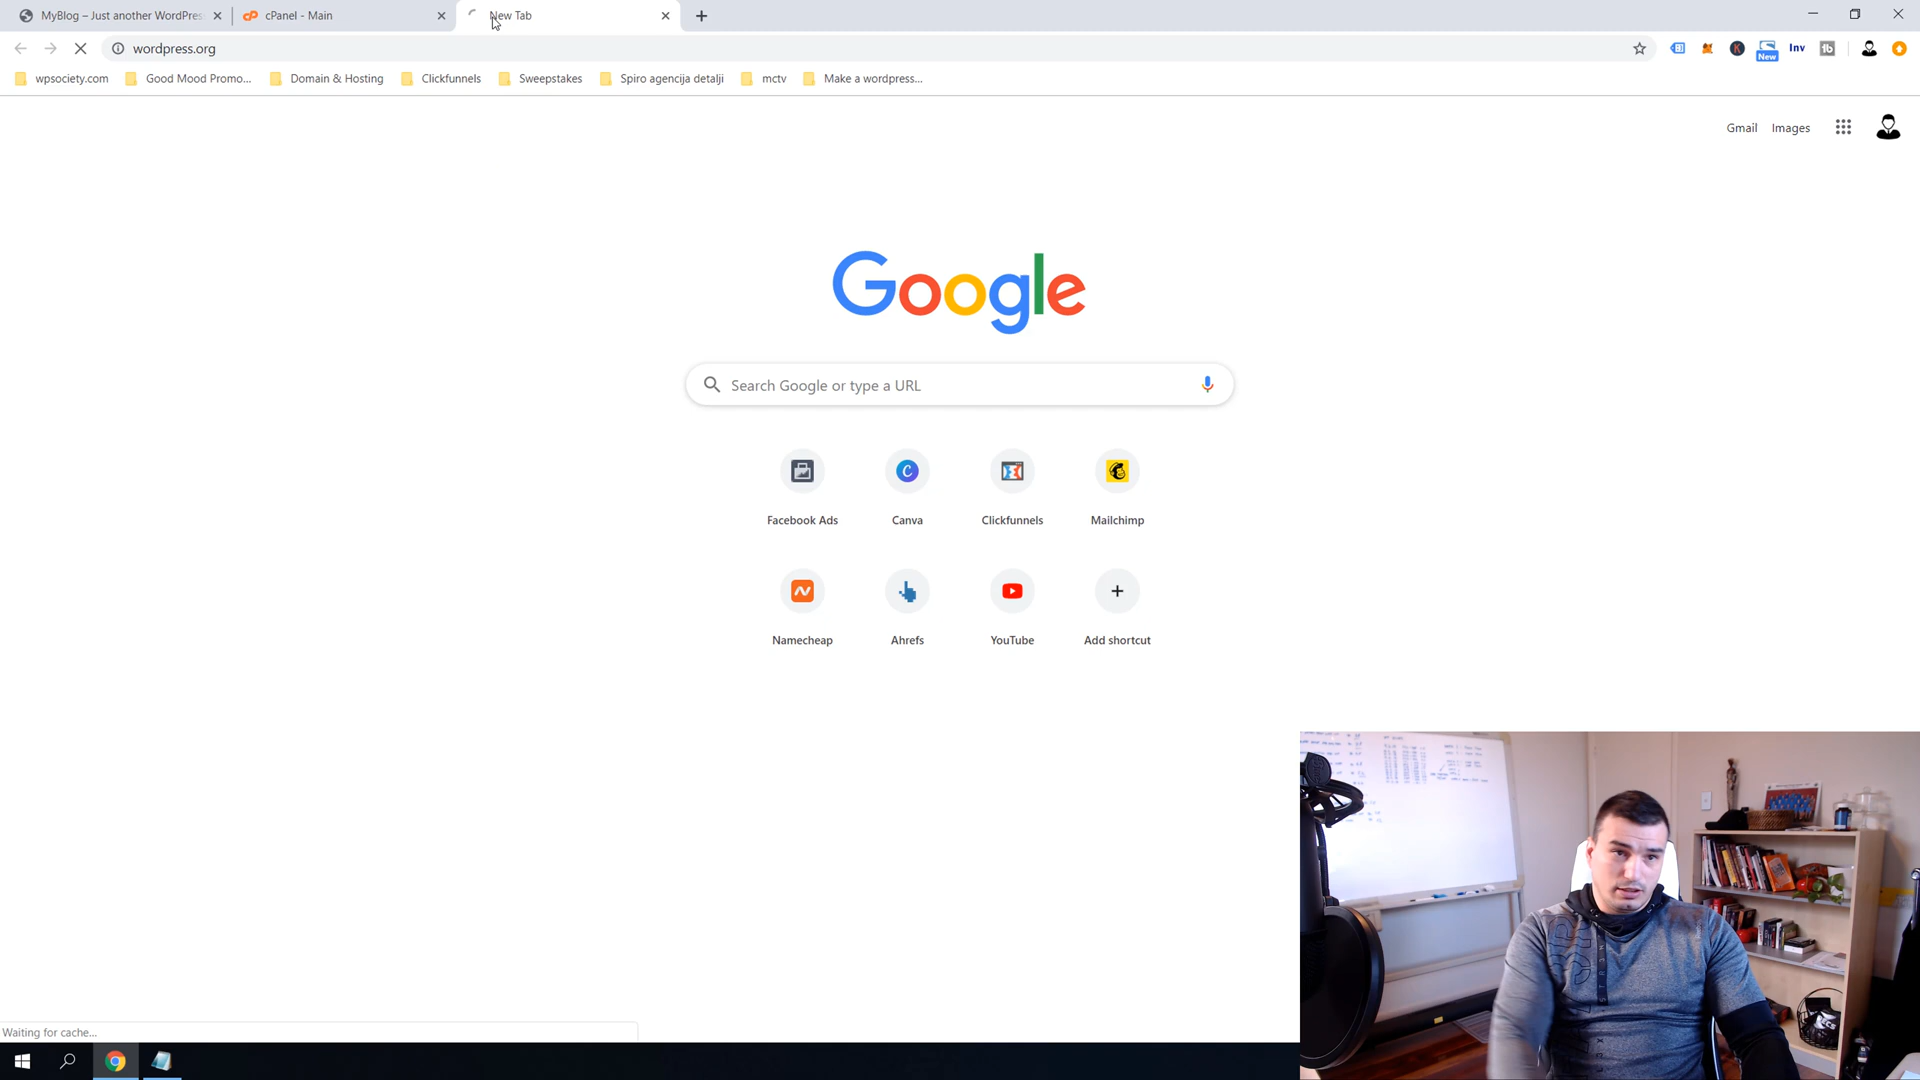 MyBlog – Just another WordPres
cPanel - Main
New Tab
wordpress.org
New
Inv
tb
wpsociety.com
Good Mood Promo...
Domain & Hosting
Clickfunnels
Sweepstakes
Spiro agencija detalji
mctv
Make a wordpress...
Gmail
Images
Google
Search Google or type a URL
Facebook Ads
Canva
Clickfunnels
Mailchimp
Namecheap
Ahrefs
YouTube
Add shortcut
Waiting for cache...